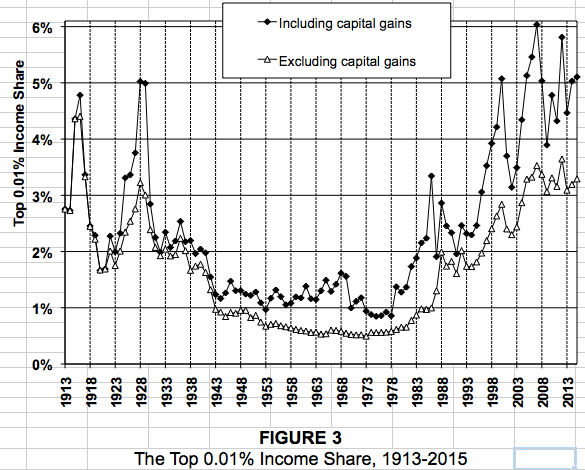 Including capital gains
Excluding capital gains
Top 0.01% Income Share
6%
5%
4%
3%
2%
1%
0%
1913 1918 1923 1928 1933 1938 1943 1948 1953 1958 1963 1968 1973 1978 1983 1988 1993 1998 2003 2008 2013
FIGURE 3
The Top 0.01% Income Share, 1913-2015